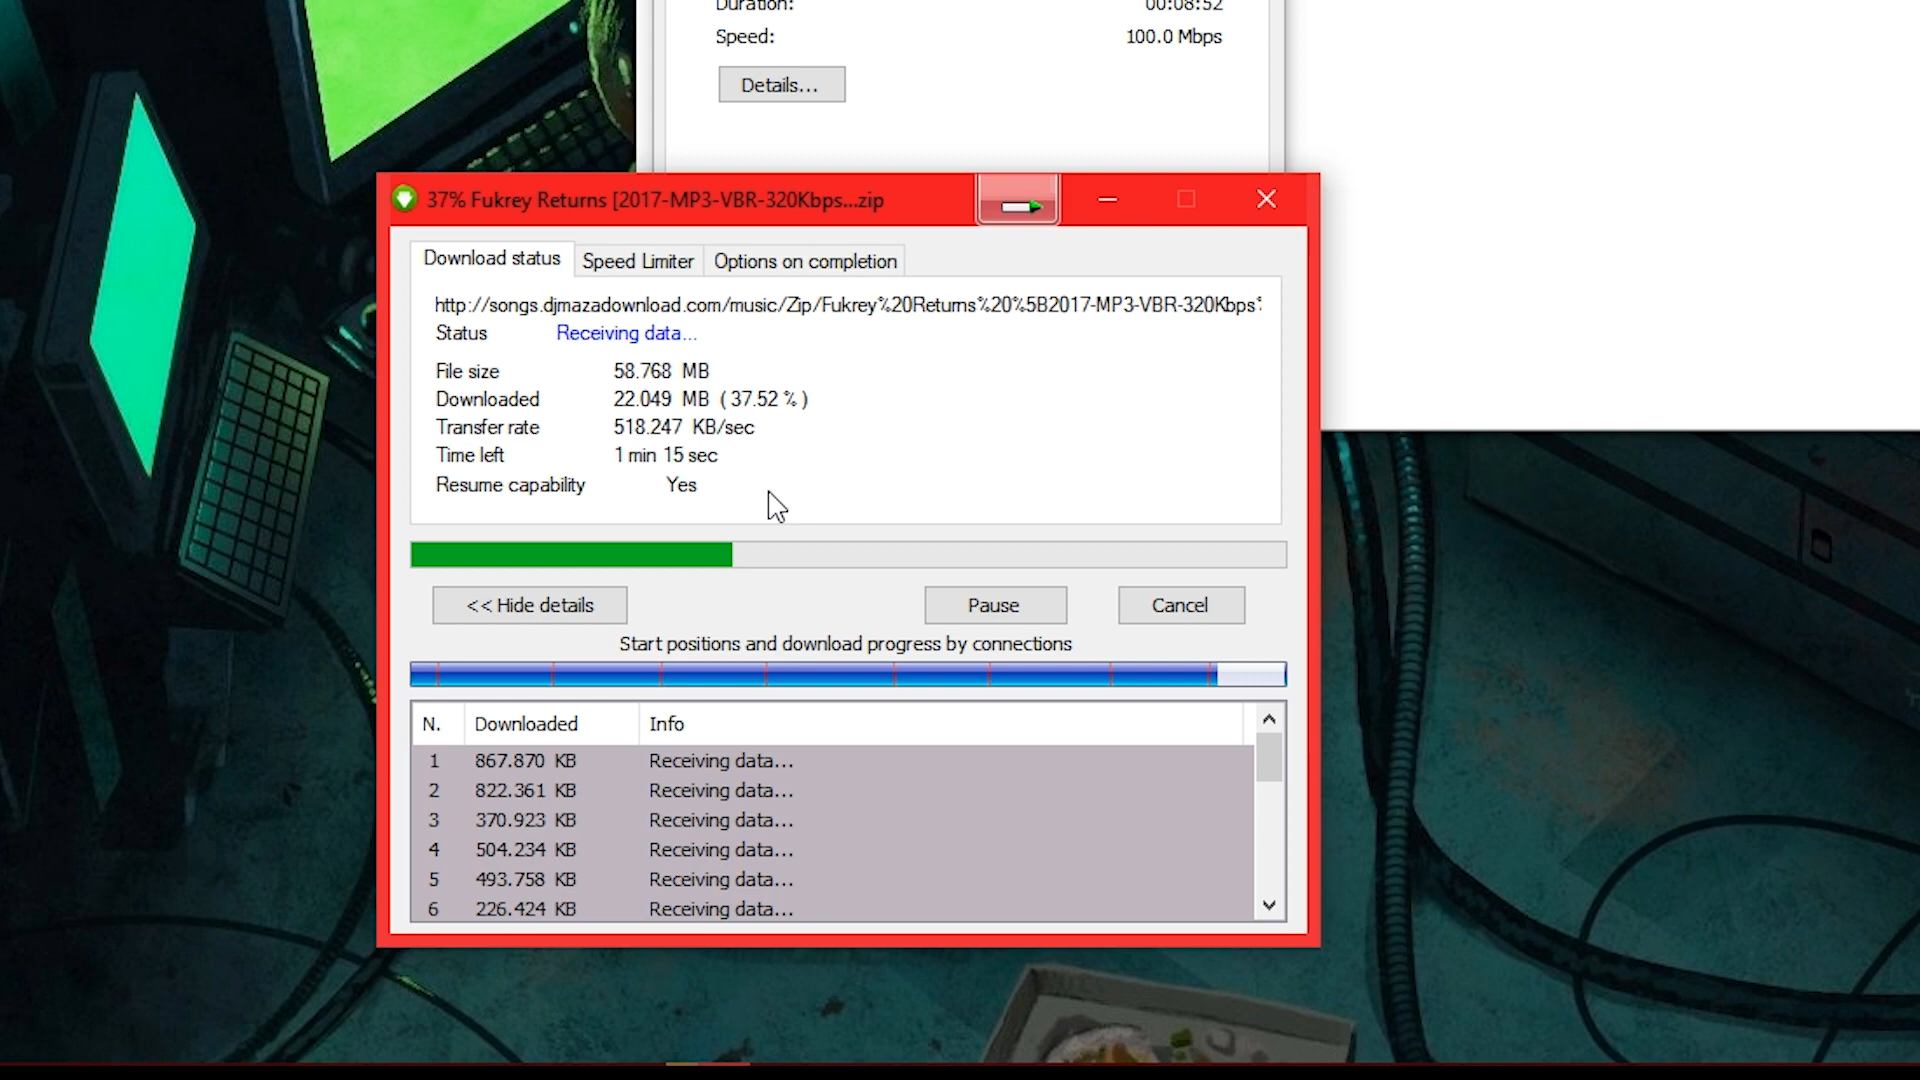 Duration: 00:08:52
Speed: 100.0 Mbps
Details...
37% Fukrey Returns [2017-MP3-VBR-320Kbps...zip
Download status Speed Limiter Options on completion
http://songs.djmazadownload.com/music/Zip/Fukrey%20Returns%20%5B2017-MP3-VBR-320Kbps%
Status Receiving data...
File size 58.768 MB
Downloaded 22.049 MB ( 37.52 % )
Transfer rate 518.247 KB/sec
Time left 1 min 15 sec
Resume capability Yes
<< Hide details Pause Cancel
Start positions and download progress by connections
N. Downloaded Info
1 867.870 KB Receiving data...
2 822.361 KB Receiving data...
3 370.923 KB Receiving data...
4 504.234 KB Receiving data...
5 493.758 KB Receiving data...
6 226.424 KB Receiving data...